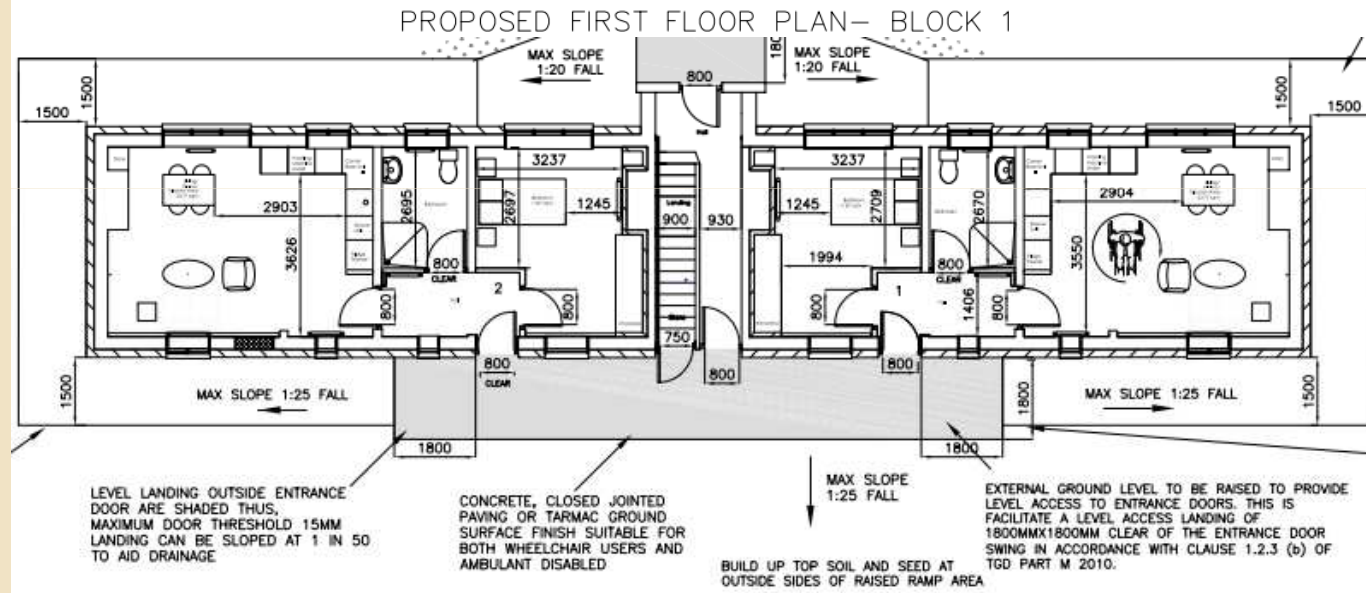 PROPOSED FIRST FLOOR PLAN— BLOCK 1
MAX SLOPE
1:20 FALL
MAX SLOPE
1:20 FALL
800
1500
1500
1500
1500
3237
3237
2903
2695
2697
1245
Landing
900
930
1245
2709
2670
2904
3626
1994
3550
800
CLEAR
800
CLEAR
2
1
800
800
800
1406
800
750
800
CLEAR
800
800
1500
MAX SLOPE 1:25 FALL
MAX SLOPE 1:25 FALL
1800
1500
1800
1800
LEVEL LANDING OUTSIDE ENTRANCE
DOOR ARE SHADED THUS,
MAXIMUM DOOR THRESHOLD 15MM
LANDING CAN BE SLOPED AT 1 IN 50
TO AID DRAINAGE
CONCRETE, CLOSED JOINTED
PAVING OR TARMAC GROUND
SURFACE FINISH SUITABLE FOR
BOTH WHEELCHAIR USERS AND
AMBULANT DISABLED
MAX SLOPE
1:25 FALL
BUILD UP TOP SOIL AND SEED AT
OUTSIDE SIDES OF RAISED RAMP AREA
EXTERNAL GROUND LEVEL TO BE RAISED TO PROVIDE
LEVEL ACCESS TO ENTRANCE DOORS. THIS IS
FACILITATE A LEVEL ACCESS LANDING OF
1800MMX1800MM CLEAR OF THE ENTRANCE DOOR
SWING IN ACCORDANCE WITH CLAUSE 1.2.3 (b) OF
TGD PART M 2010.